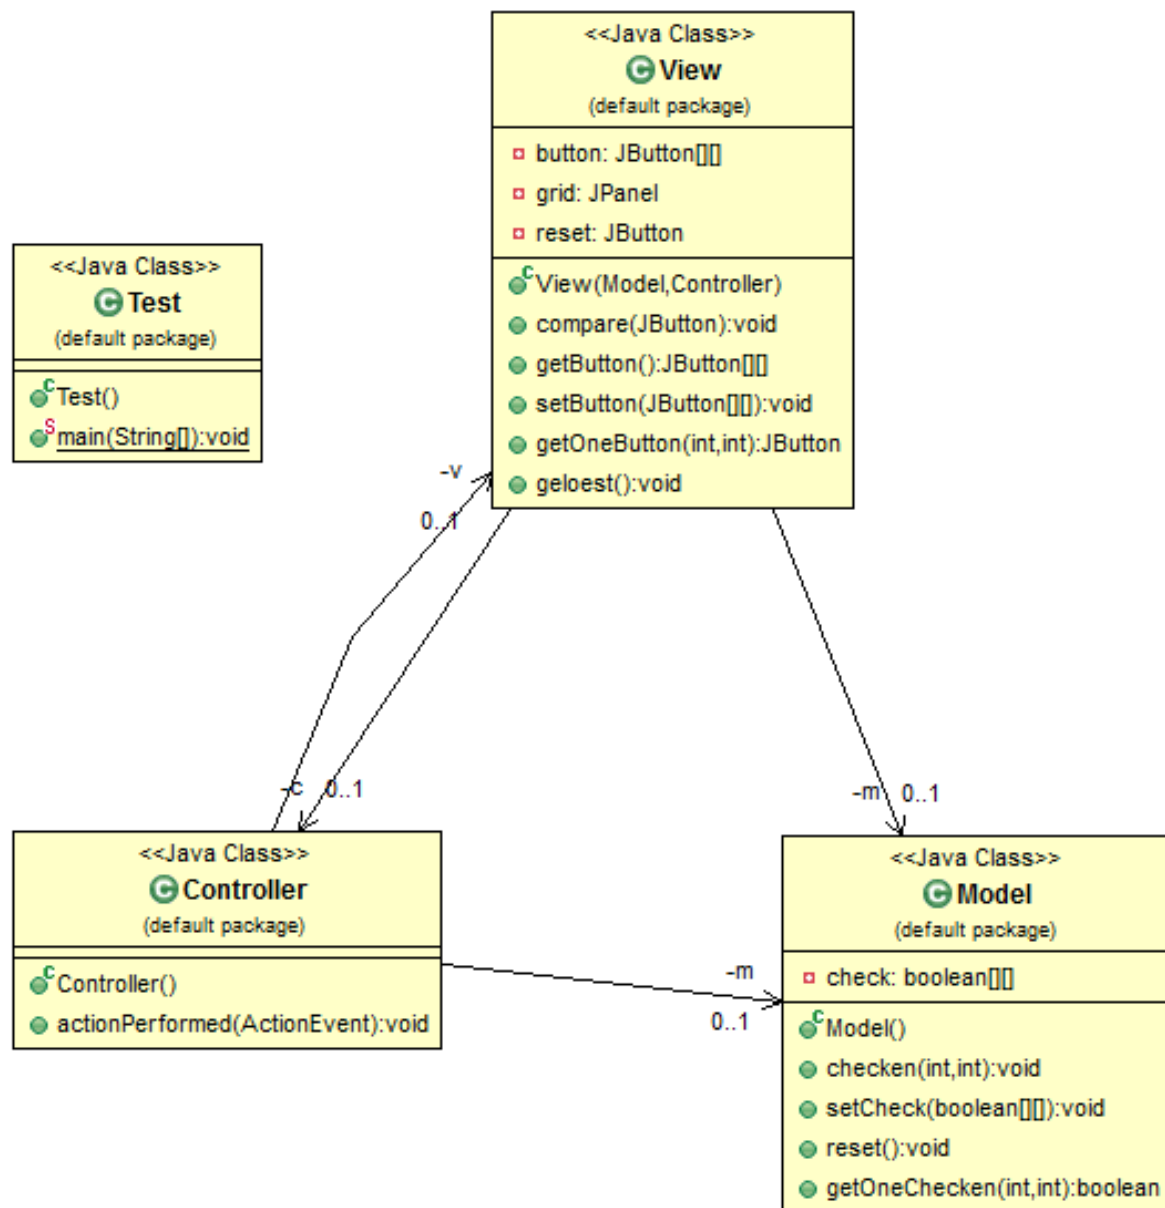 <<Java Class>>
View
(default package)
button: JButton[][]
grid: JPanel
reset: JButton
View(Model,Controller)
compare(JButton):void
getButton():JButton[][]
setButton(JButton[][]):void
getOneButton(int,int):JButton
geloest():void
<<Java Class>>
Test
(default package)
Test()
main(String[]):void
-v
0..1
-c 0..1
-m 0..1
<<Java Class>>
Controller
(default package)
Controller()
actionPerformed(ActionEvent):void
-m
0..1
<<Java Class>>
Model
(default package)
check: boolean[][]
Model()
checken(int,int):void
setCheck(boolean[][]):void
reset():void
getOneChecken(int,int):boolean